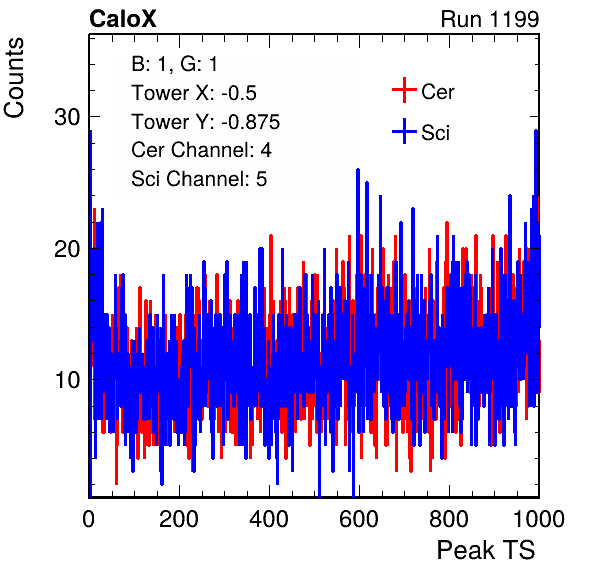 CaloX Run 1199
Counts
B: 1, G: 1
Tower X: -0.5
Tower Y: -0.875
Cer Channel: 4
Sci Channel: 5
Cer
Sci
30
20
10
0 200 400 600 800 1000
Peak TS